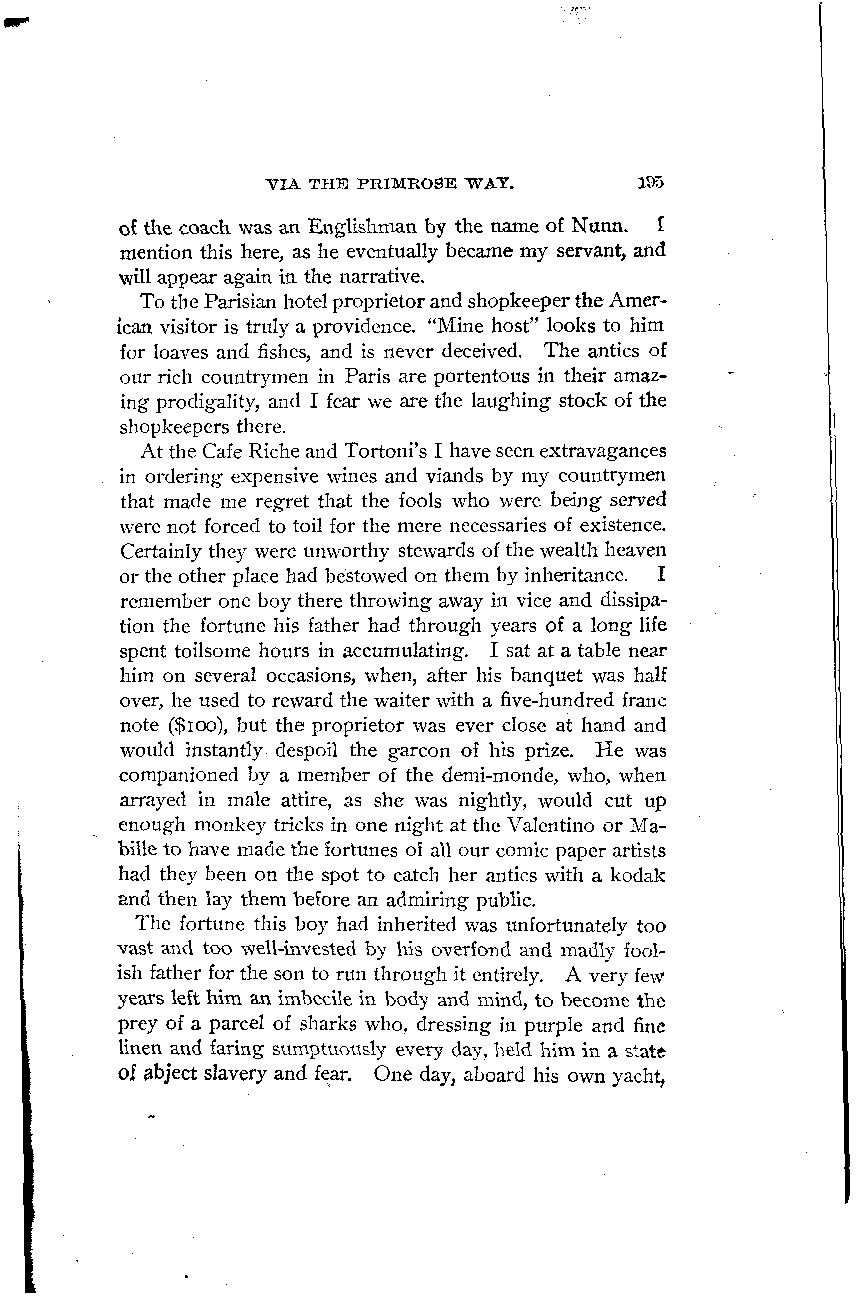 VIA THE PRIMROSE WAY. 195
of the coach was an Englishman by the name of Nunn. I
mention this here, as he eventually became my servant, and
will appear again in the narrative.
To the Parisian hotel proprietor and shopkeeper the Amer-
ican visitor is truly a providence. “Mine host” looks to him
for loaves and fishes, and is never deceived. The antics of
our rich countrymen in Paris are portentous in their amaz-
ing prodigality, and I fear we are the laughing stock of the
shopkeepers there.
At the Cafe Riche and Tortoni’s I have seen extravagances
in ordering expensive wines and viands by my countrymen
that made me regret that the fools who were being served
were not forced to toil for the mere necessaries of existence.
Certainly they were unworthy stewards of the wealth heaven
or the other place had bestowed on them by inheritance. I
remember one boy there throwing away in vice and dissipa-
tion the fortune his father had through years of a long life
spent toilsome hours in accumulating. I sat at a table near
him on several occasions, when, after his banquet was half
over, he used to reward the waiter with a five-hundred franc
note ($100), but the proprietor was ever close at hand and
would instantly despoil the garcon of his prize. He was
companioned by a member of the demi-monde, who, when
arrayed in male attire, as she was nightly, would cut up
enough monkey tricks in one night at the Valentino or Ma-
bille to have made the fortunes of all our comic paper artists
had they been on the spot to catch her antics with a kodak
and then lay them before an admiring public.
The fortune this boy had inherited was unfortunately too
vast and too well-invested by his overfond and madly fool-
ish father for the son to run through it entirely. A very few
years left him an imbecile in body and mind, to become the
prey of a parcel of sharks who, dressing in purple and fine
linen and faring sumptuously every day, held him in a state
of abject slavery and fear. One day, aboard his own yacht,